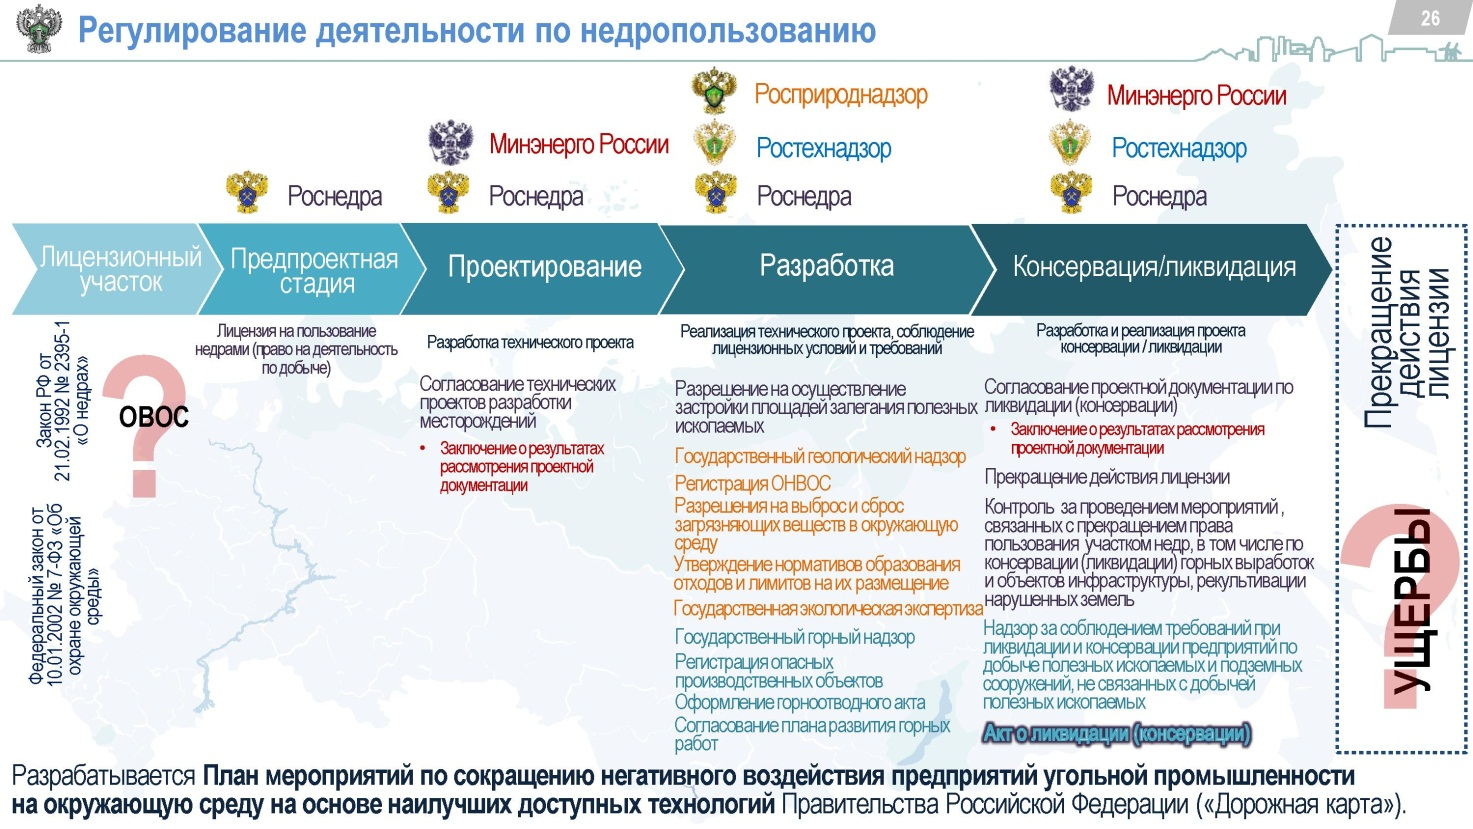 Регулирование деятельности по недропользованию
26
Роснедра
Минэнерго России
Роснедра
Росприроднадзор
Ростехнадзор
Роснедра
Минэнерго России
Ростехнадзор
Роснедра
Лицензионный
участок
Предпроектная
стадия
Проектирование
Разработка
Консервация/ликвидация
Закон РФ от
21.02.1992 № 2395-1
«О недрах»
Федеральный закон от
10.01.2002 № 7-ФЗ «Об
охране окружающей
среды»
?
ОВОС
Лицензия на пользование
недрами (право на деятельность
по добыче)
Разработка технического проекта
Согласование технических
проектов разработки
месторождений
• Заключение о результатах
рассмотрения проектной
документации
Реализация технического проекта, соблюдение
лицензионных условий и требований
Разрешение на осуществление
застройки площадей залегания полезных
ископаемых
Государственный геологический надзор
Регистрация ОНВОС
Разрешения на выброс и сброс
загрязняющих веществ в окружающую
среду
Утверждение нормативов образования
отходов и лимитов на их размещение
Государственная экологическая экспертиза
Государственный горный надзор
Регистрация опасных
производственных объектов
Оформление горноотводного акта
Согласование плана развития горных
работ
Разработка и реализация проекта
консервации / ликвидации
Согласование проектной документации по
ликвидации (консервации)
• Заключение о результатах рассмотрения
проектной документации
Прекращение действия лицензии
Контроль за проведением мероприятий ,
связанных с прекращением права
пользования участком недр, в том числе по
консервации (ликвидации) горных выработок
и объектов инфраструктуры, рекультивации
нарушенных земель
Надзор за соблюдением требований при
ликвидации и консервации предприятий по
добыче полезных ископаемых и подземных
сооружений, не связанных с добычей
полезных ископаемых
Акт о ликвидации (консервации)
Прекращение
действия
лицензии
?
УЩЕРБЫ
Разрабатывается План мероприятий по сокращению негативного воздействия предприятий угольной промышленности
на окружающую среду на основе наилучших доступных технологий Правительства Российской Федерации («Дорожная карта»).